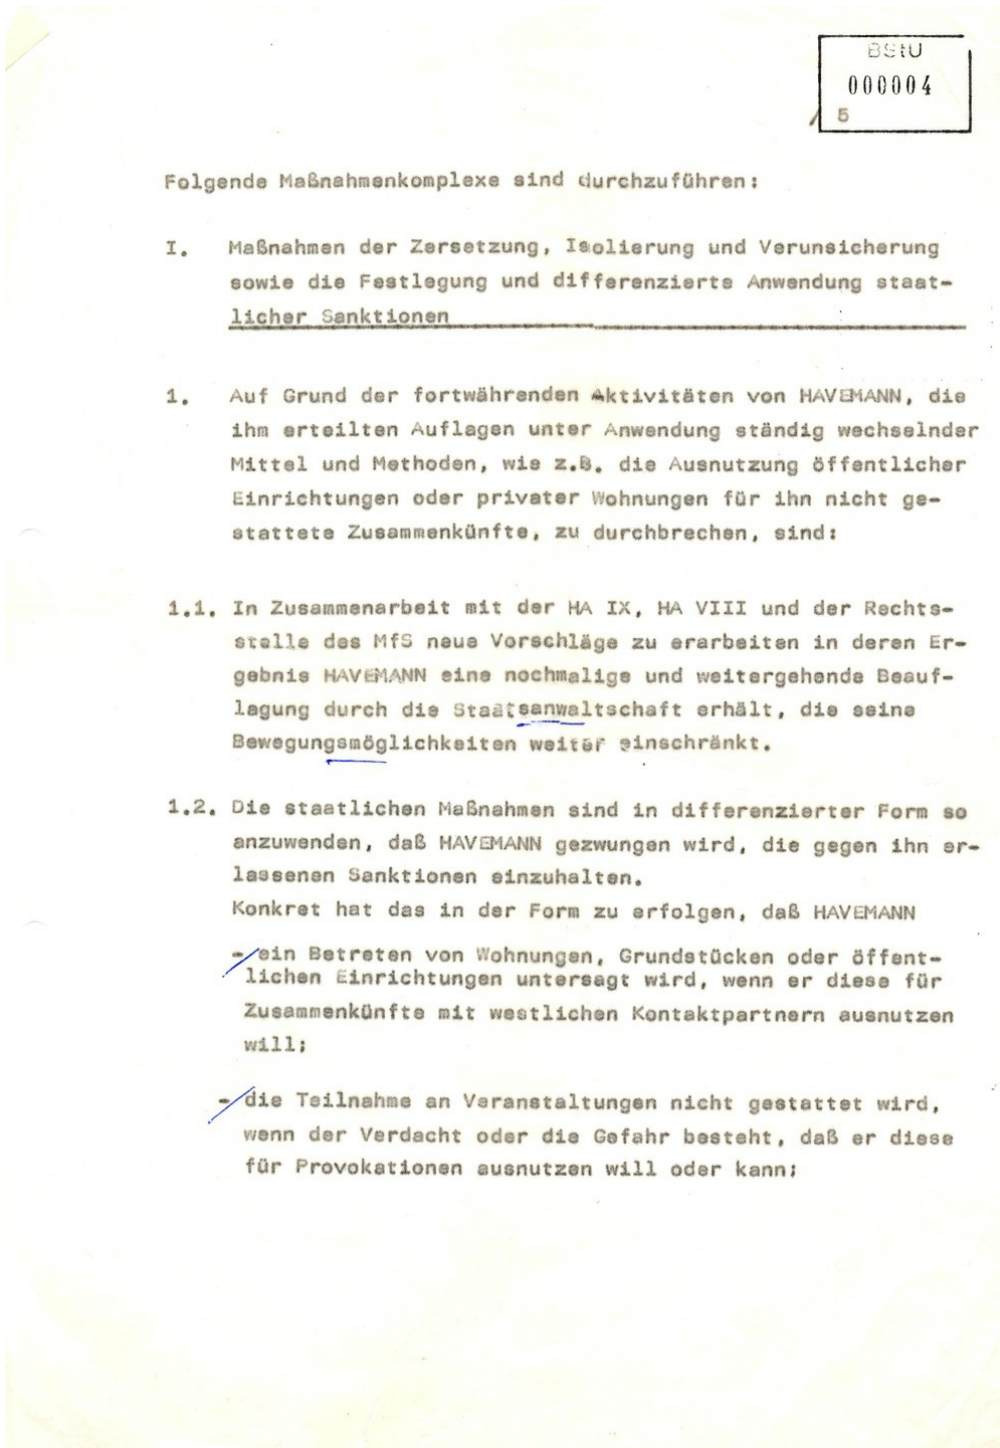 BStU
000004
5
Folgende Maßnahmenkomplexe sind durchzuführen:
I. Maßnahmen der Zersetzung, Isolierung und Verunsicherung
sowie die Festlegung und differenzierte Anwendung staat-
licher Sanktionen
1. Auf Grund der fortwährenden Aktivitäten von HAVEMANN, die
ihm erteilten Auflagen unter Anwendung ständig wechselnder
Mittel und Methoden, wie z.B. die Ausnutzung öffentlicher
Einrichtungen oder privater Wohnungen für ihn nicht ge-
stattete Zusammenkünfte, zu durchbrechen, sind:
1.1. In Zusammenarbeit mit der HA IX, HA VIII und der Rechts-
stelle des MfS neue Vorschläge zu erarbeiten in deren Er-
gebnis HAVEMANN eine nochmalige und weitergehende Beauf-
lagung durch die Staatsanwaltschaft erhält, die seine
Bewegungsmöglichkeiten weiter einschränkt.
1.2. Die staatlichen Maßnahmen sind in differenzierter Form so
anzuwenden, daß HAVEMANN gezwungen wird, die gegen ihn er-
lassenen Sanktionen einzuhalten.
Konkret hat das in der Form zu erfolgen, daß HAVEMANN
- ein Betreten von Wohnungen, Grundstücken oder öffent-
lichen Einrichtungen untersagt wird, wenn er diese für
Zusammenkünfte mit westlichen Kontaktpartnern ausnutzen
will;
- die Teilnahme an Veranstaltungen nicht gestattet wird,
wenn der Verdacht oder die Gefahr besteht, daß er diese
für Provokationen ausnutzen will oder kann;